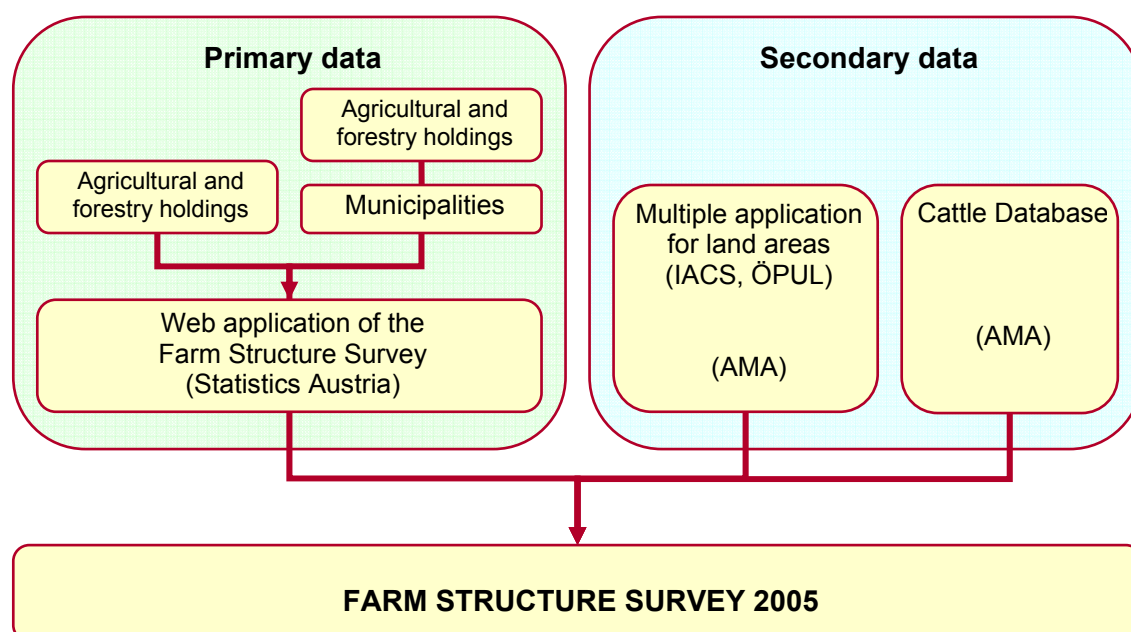 Primary data
Agricultural and
forestry holdings
Agricultural and
forestry holdings
Municipalities
Web application of the
Farm Structure Survey
(Statistics Austria)
Secondary data
Multiple application
for land areas
(IACS, ÖPUL)
(AMA)
Cattle Database
(AMA)
FARM STRUCTURE SURVEY 2005